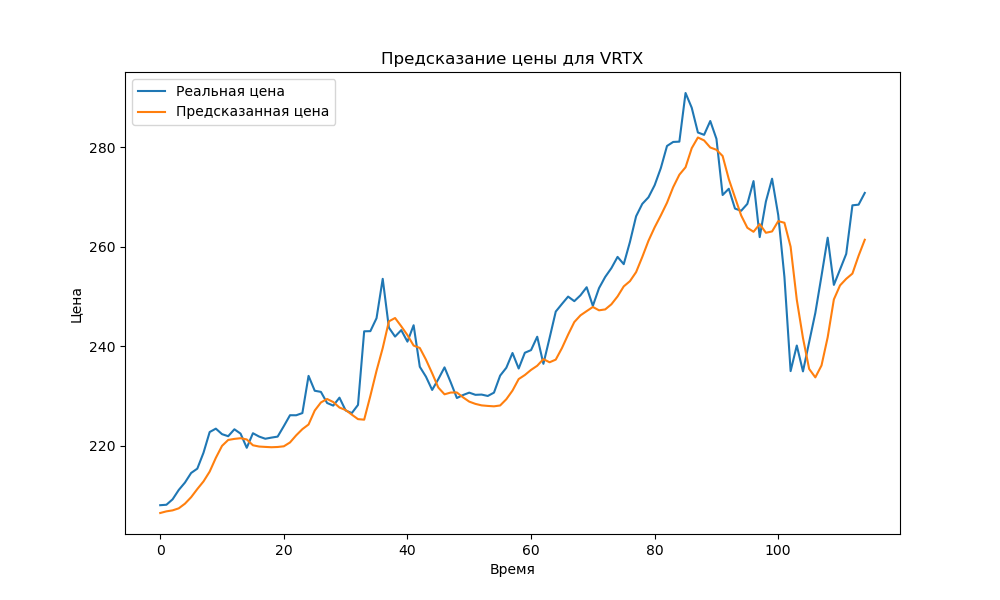 Предсказание цены для VRTX
Реальная цена
Предсказанная цена
280
260
240
220
Цена
0 20 40 60 80 100
Время